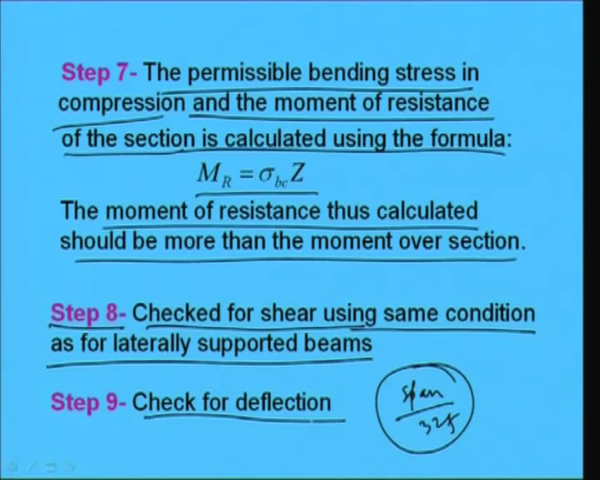 Step 7- The permissible bending stress in
compression and the moment of resistance
of the section is calculated using the formula:
M_R = σ_bc Z
The moment of resistance thus calculated
should be more than the moment over section.
Step 8- Checked for shear using same condition
as for laterally supported beams
Step 9- Check for deflection
span
325